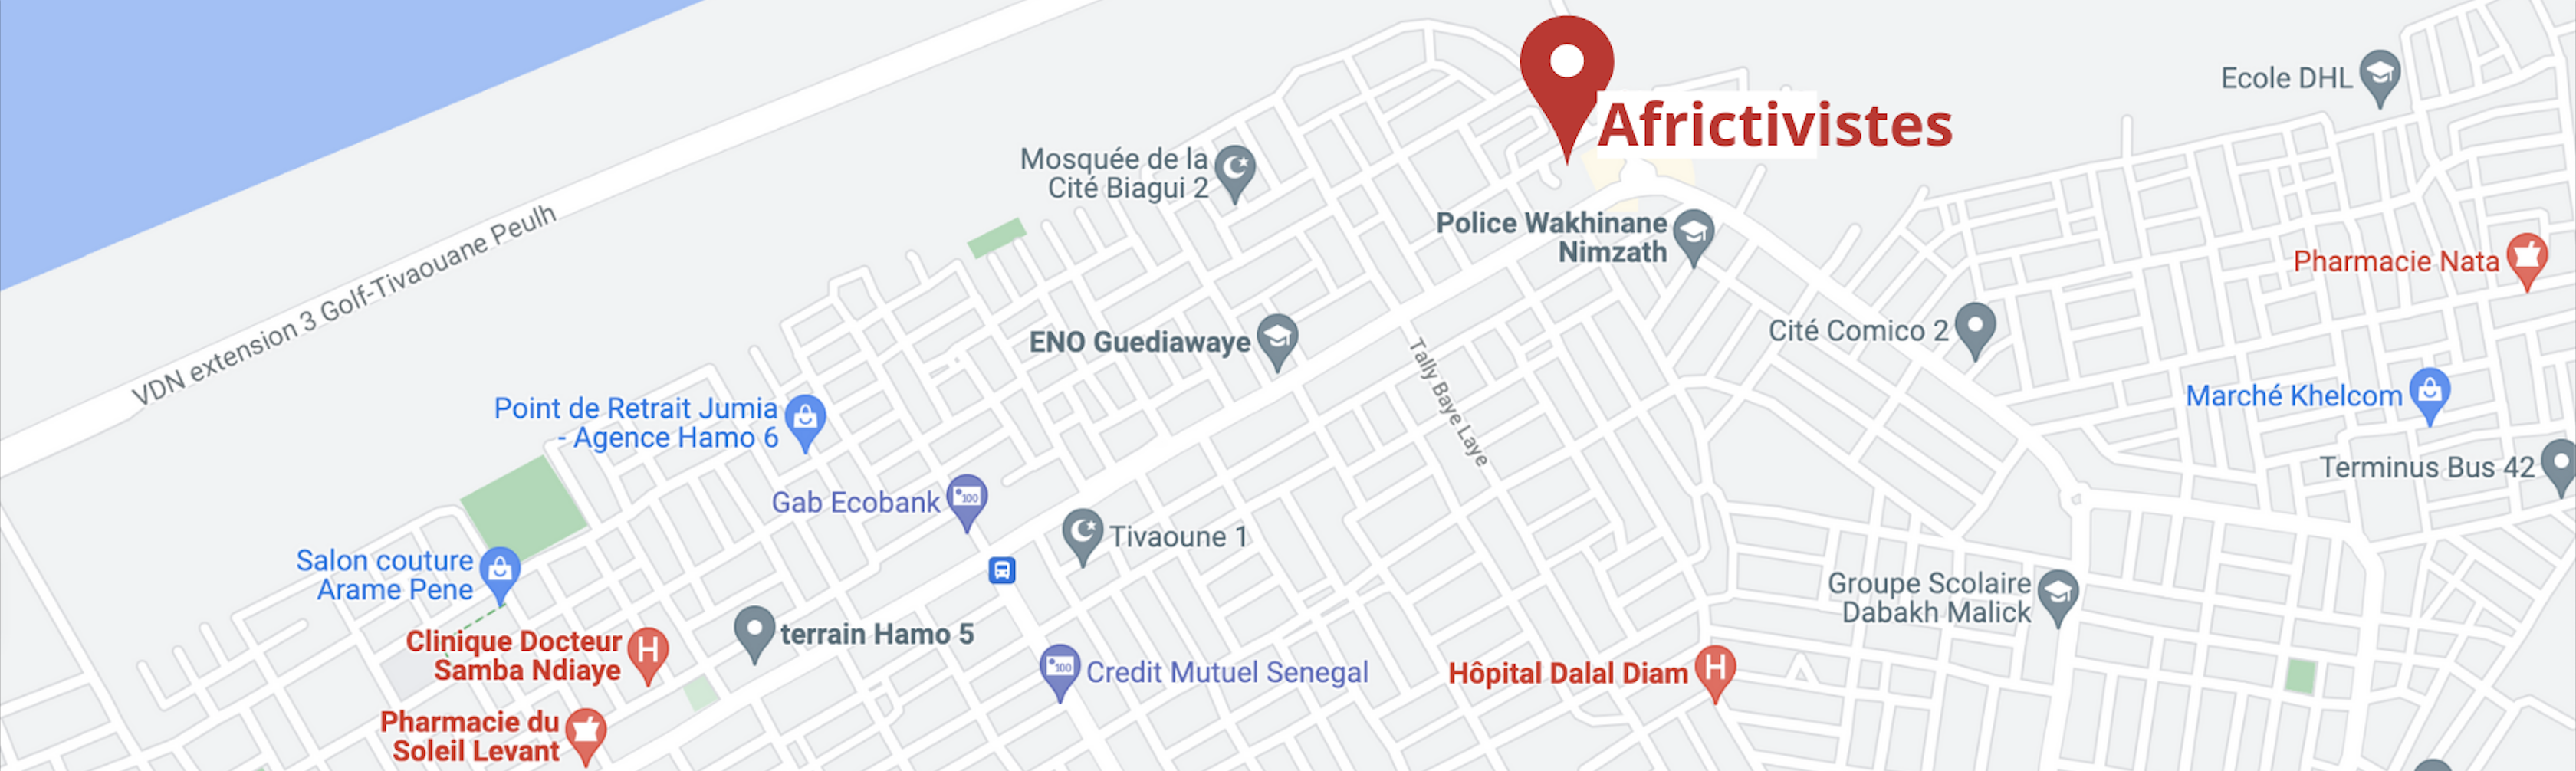 Africtivistes
Ecole DHL
Mosquée de la
Cité Biagui 2
Police Wakhinane
Nimzath
VDN extension 3 Golf-Tivaouane Peulh
Pharmacie Nata
ENO Guediawaye
Cité Comico 2
Tally Baye Laye
Point de Retrait Jumia
- Agence Hamo 6
Marché Khelcom
Terminus Bus 42
Gab Ecobank
100
Tivaoune 1
Salon couture
Arame Pene
Groupe Scolaire
Dabakh Malick
Clinique Docteur
Samba Ndiaye
H
terrain Hamo 5
100
Credit Mutuel Senegal
Hôpital Dalal Diam
H
Pharmacie du
Soleil Levant